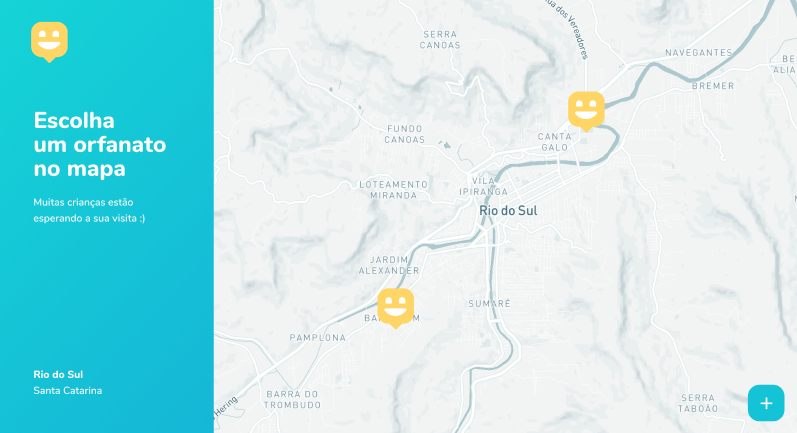 Escolha
um orfanato
no mapa
Muitas crianças estão
esperando a sua visita :)
Rio do Sul
Santa Catarina
dos Vereadores
SERRA
CANOAS
NAVEGANTES
BREMER
FUNDO
CANOAS
CANTA
GALO
LOTEAMENTO
MIRANDA
VILA
IPIRANGA
Rio do Sul
JARDIM
ALEXANDER
SUMARÉ
PAMPLONA
BARRA DO
TROMBUDO
Hering
SERRA
TABOÃO
+